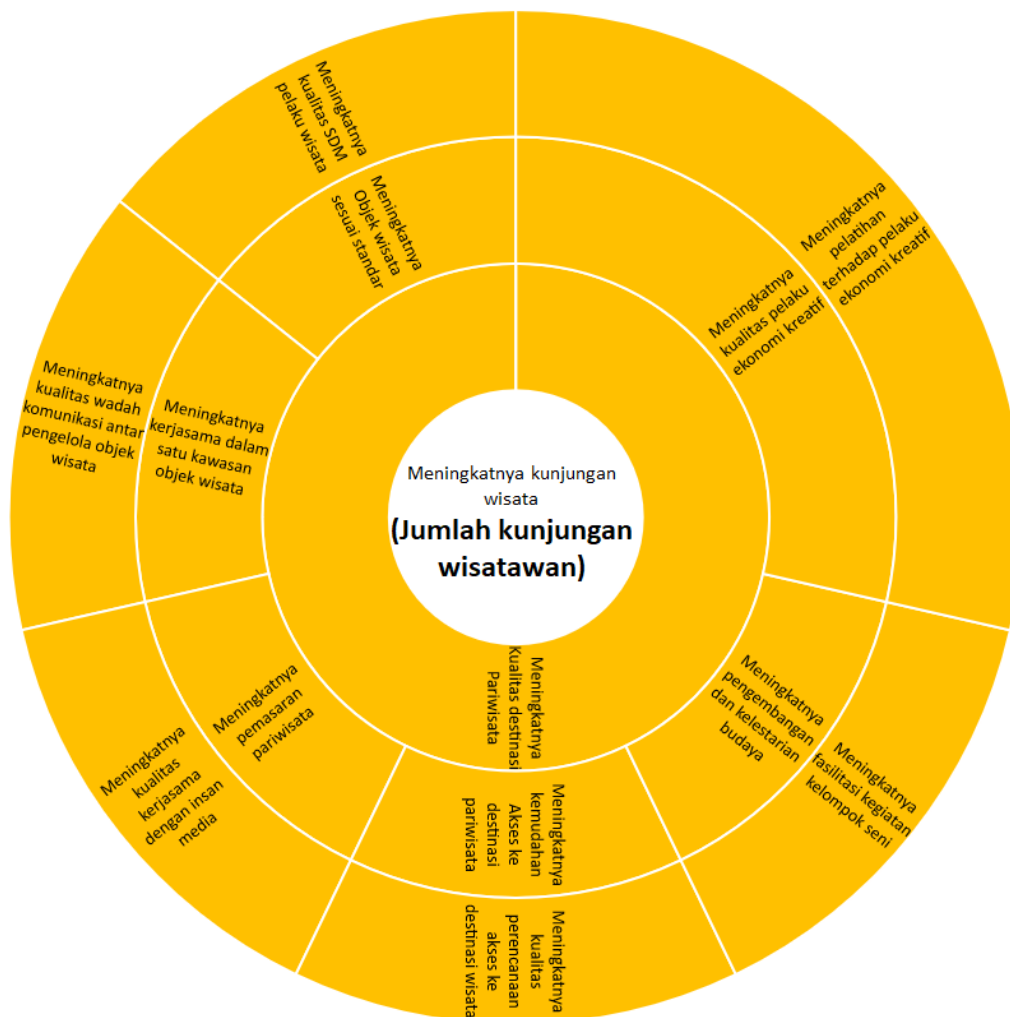 Meningkatnya kunjungan
wisata
(Jumlah kunjungan
wisatawan)
Meningkatnya
Kualitas destinasi
Pariwisata
Meningkatnya
kualitas pelaku
ekonomi kreatif
Meningkatnya
pelatihan
terhadap pelaku
ekonomi kreatif
Meningkatnya
pengembangan
dan kelestarian
budaya
Meningkatnya
fasilitasi kegiatan
kelompok seni
Meningkatnya
kemudahan
Akses ke
destinasi
pariwisata
Meningkatnya
kualitas
perencanaan
akses ke
destinasi wisata
Meningkatnya
pemasaran
pariwisata
Meningkatnya
kualitas
kerjasama
dengan insan
media
Meningkatnya
kerjasama dalam
satu kawasan
objek wisata
Meningkatnya
kualitas wadah
komunikasi antar
pengelola objek
wisata
Meningkatnya
Objek wisata
sesuai standar
Meningkatnya
kualitas SDM
pelaku wisata